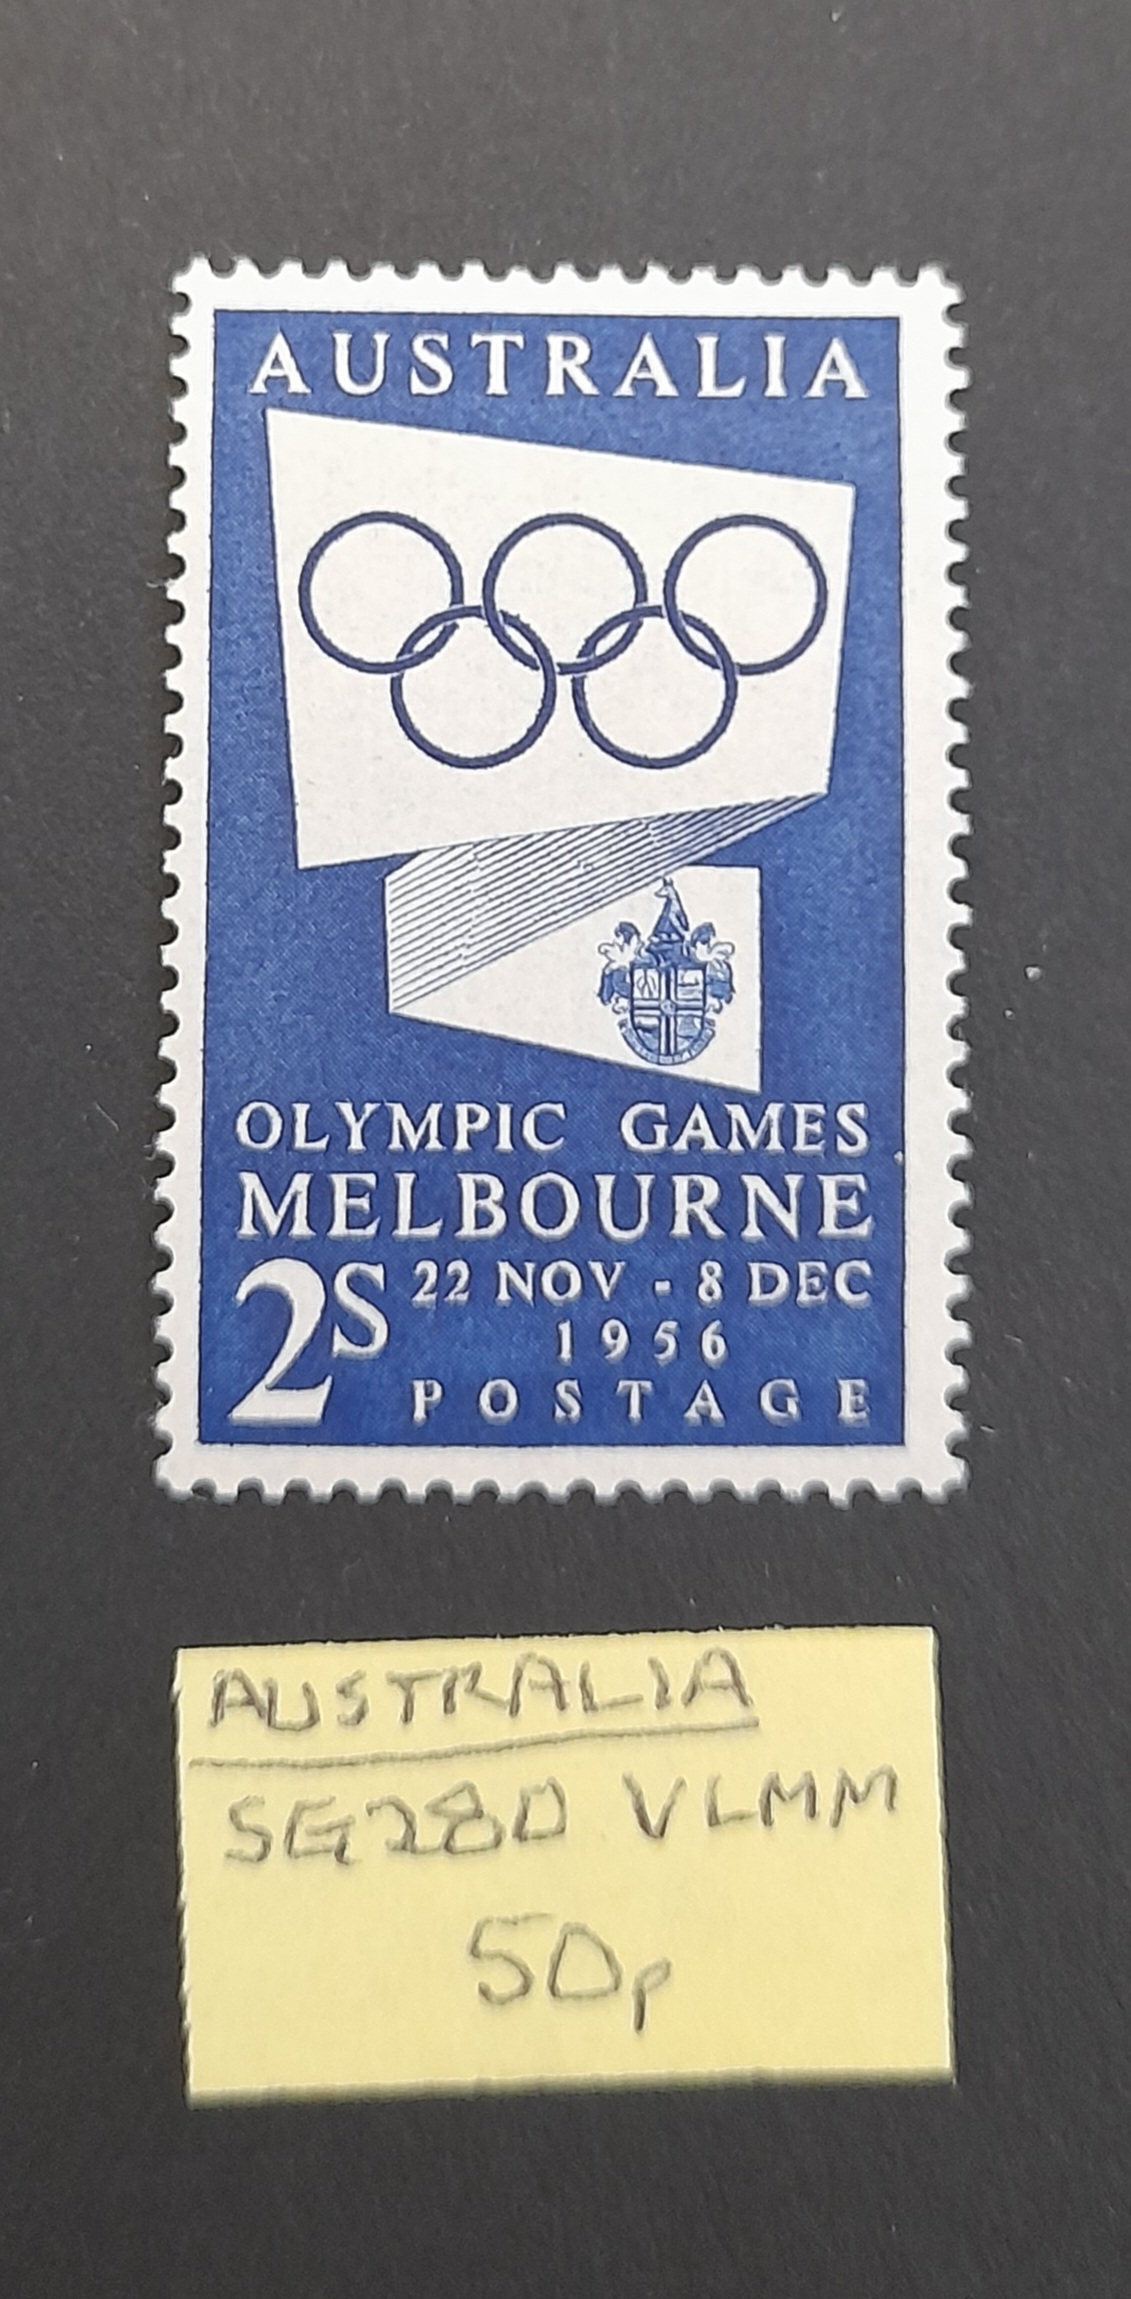 AUSTRALIA
OLYMPIC GAMES
MELBOURNE
2S 22 NOV - 8 DEC
1956
POSTAGE
AUSTRALIA
SG280 VLMM
50p